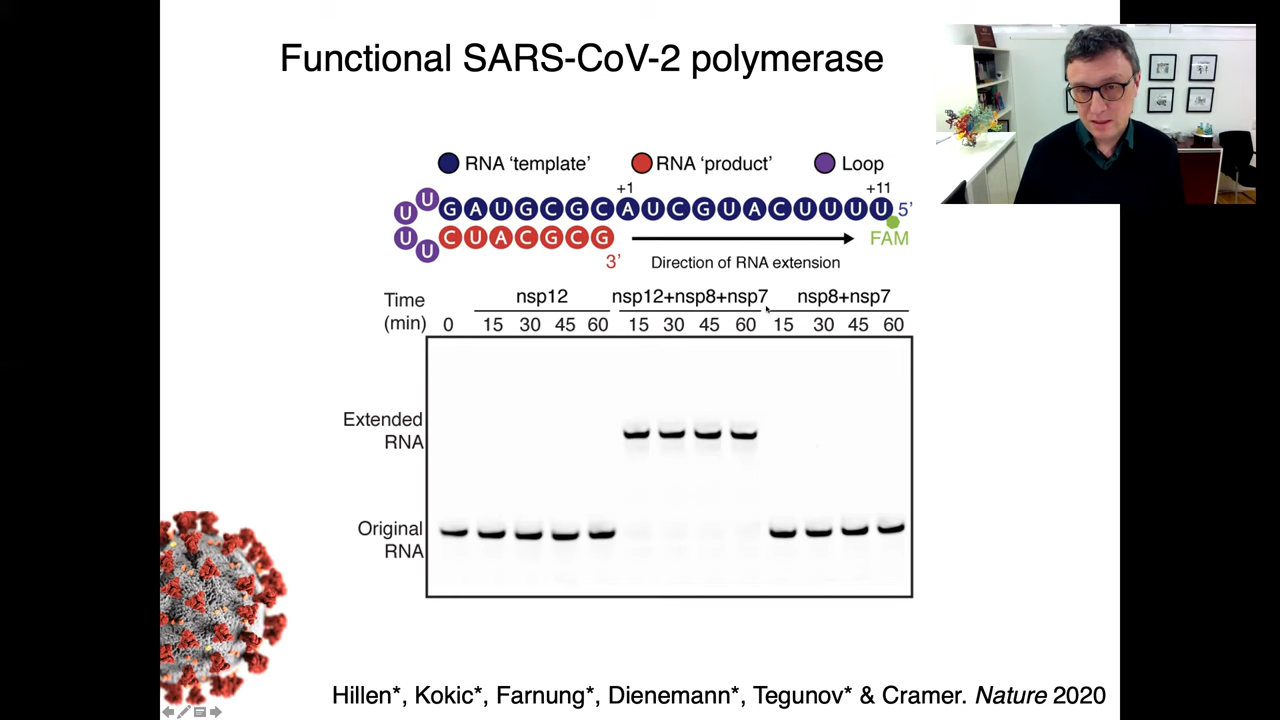 Functional SARS-CoV-2 polymerase
RNA 'template' RNA 'product' Loop
+1 +11
U U G A U G C G C A U C G U A C U U U U 5'
U U C U A C G C G FAM
3' Direction of RNA extension
Time nsp12 nsp12+nsp8+nsp7 nsp8+nsp7
(min) 0 15 30 45 60 15 30 45 60 15 30 45 60
Extended
RNA
Original
RNA
Hillen*, Kokic*, Farnung*, Dienemann*, Tegunov* & Cramer. Nature 2020